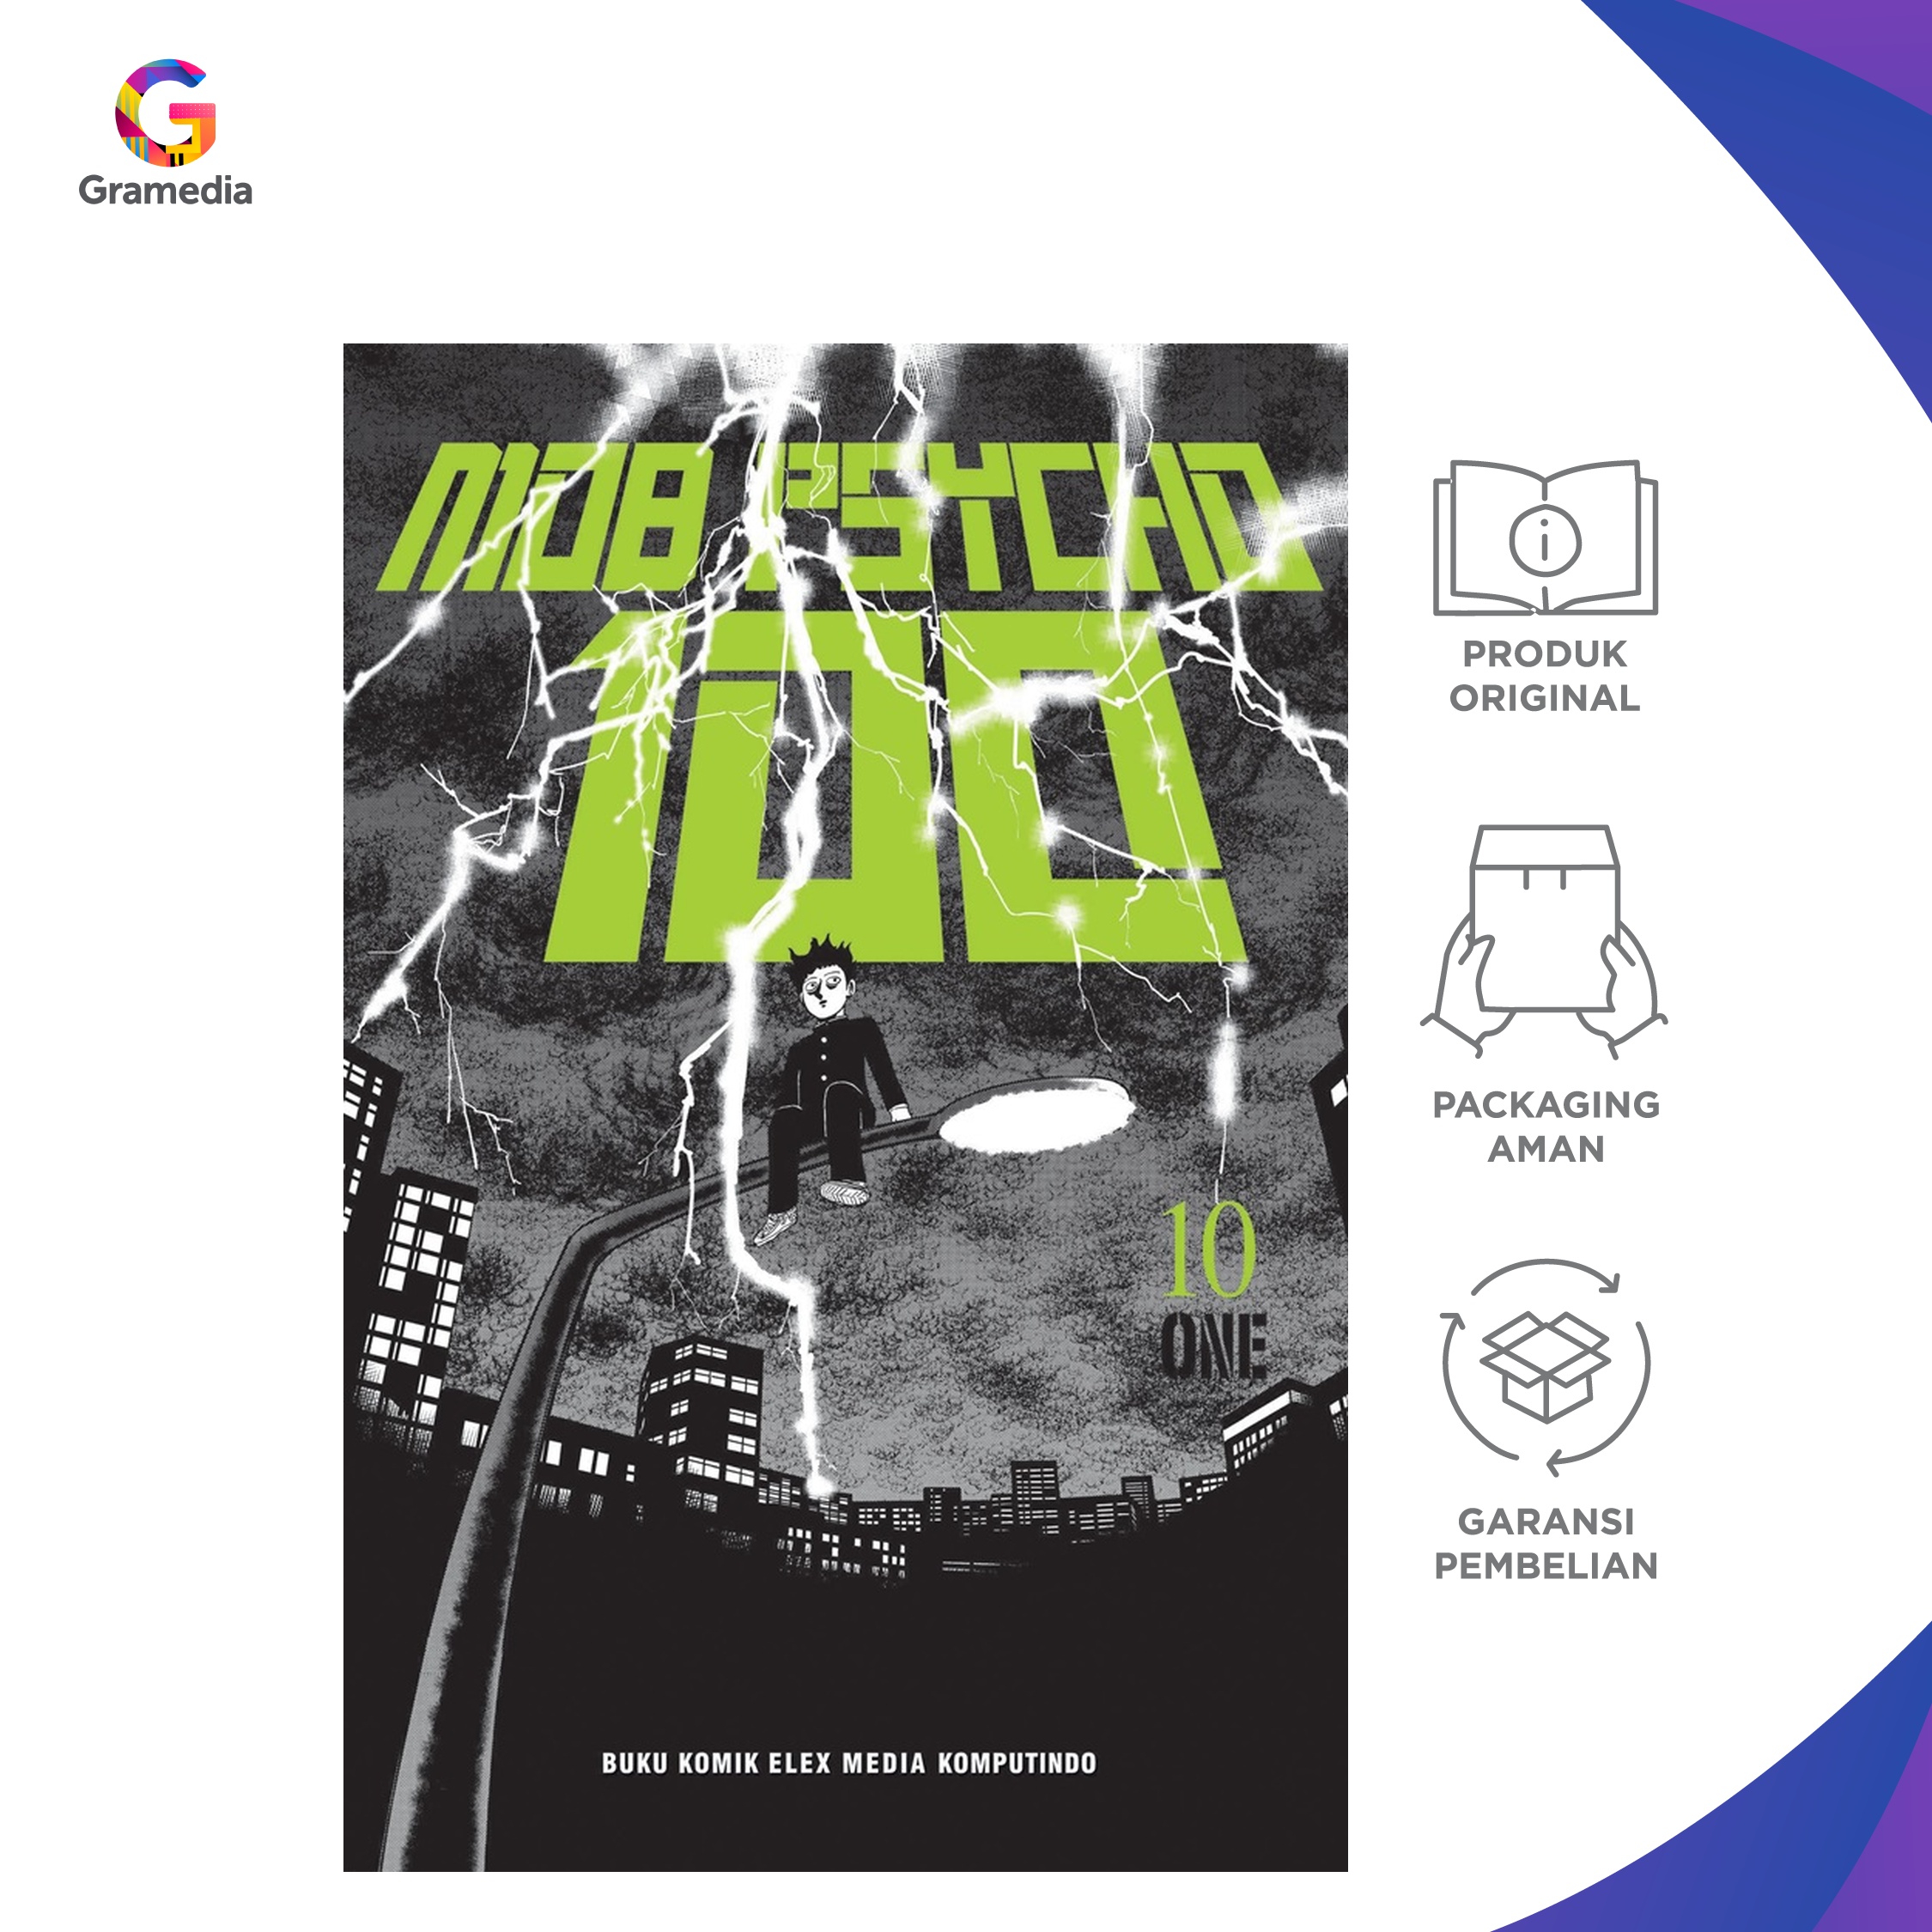 Gramedia
MOB PSYCHO
100
10
ONE
BUKU KOMIK ELEX MEDIA KOMPUTINDO
PRODUK
ORIGINAL
PACKAGING
AMAN
GARANSI
PEMBELIAN